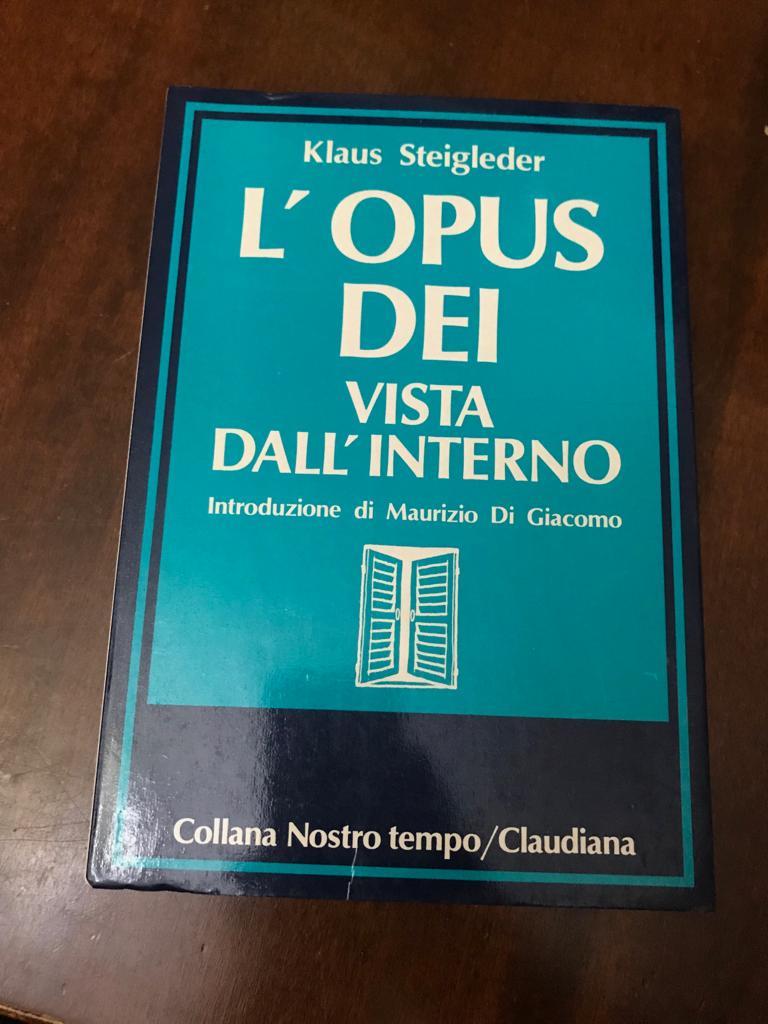 Klaus Steigleder
L'OPUS
DEI
VISTA
DALL'INTERNO
Introduzione di Maurizio Di Giacomo
Collana Nostro tempo/Claudiana